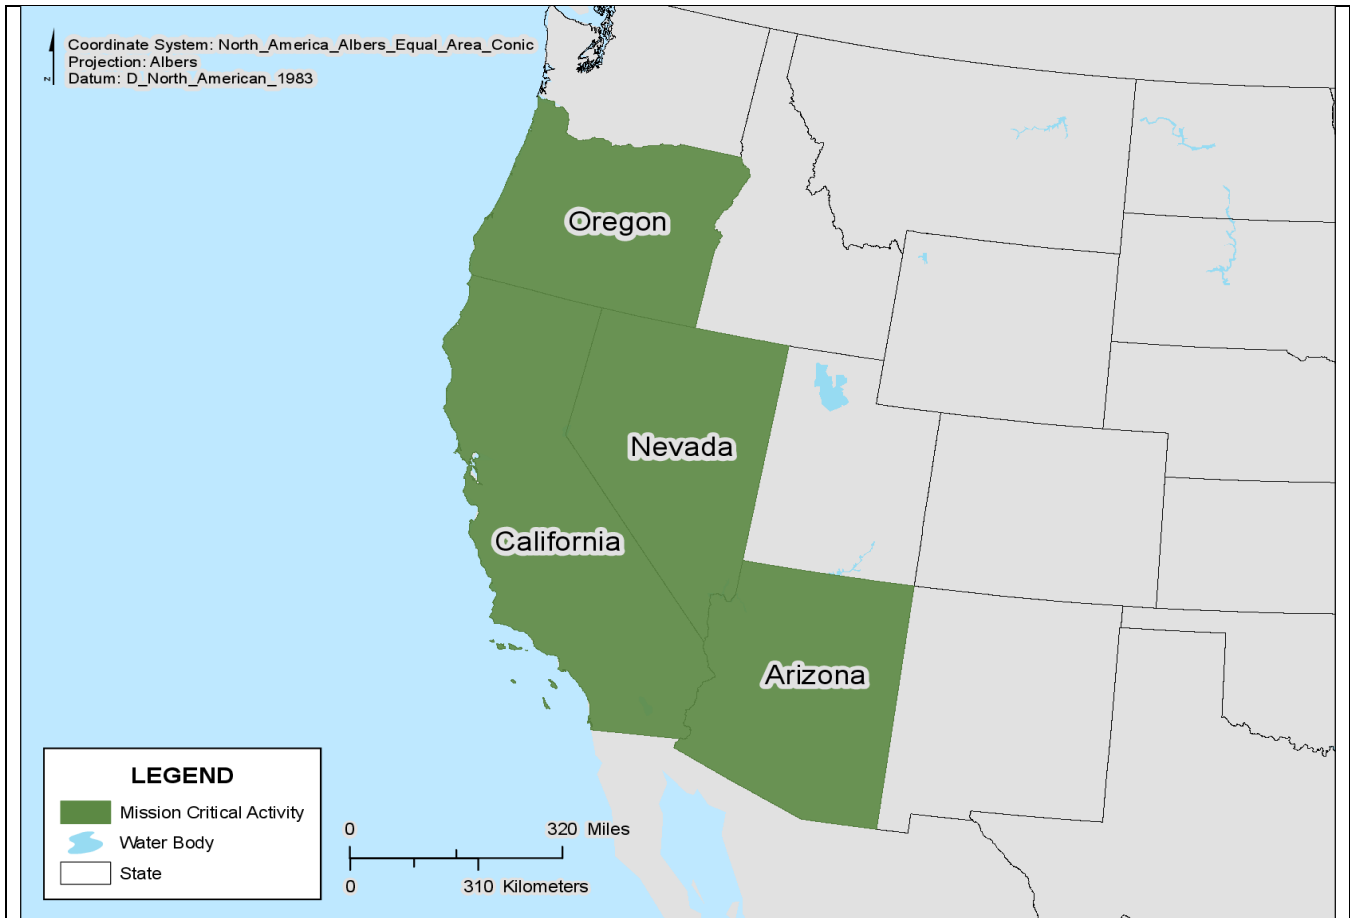 Coordinate System: North_America_Albers_Equal_Area_Conic
Projection: Albers
Datum: D_North_American_1983
N
Oregon
Nevada
California
Arizona
LEGEND
Mission Critical Activity
Water Body
State
0 320 Miles
0 310 Kilometers